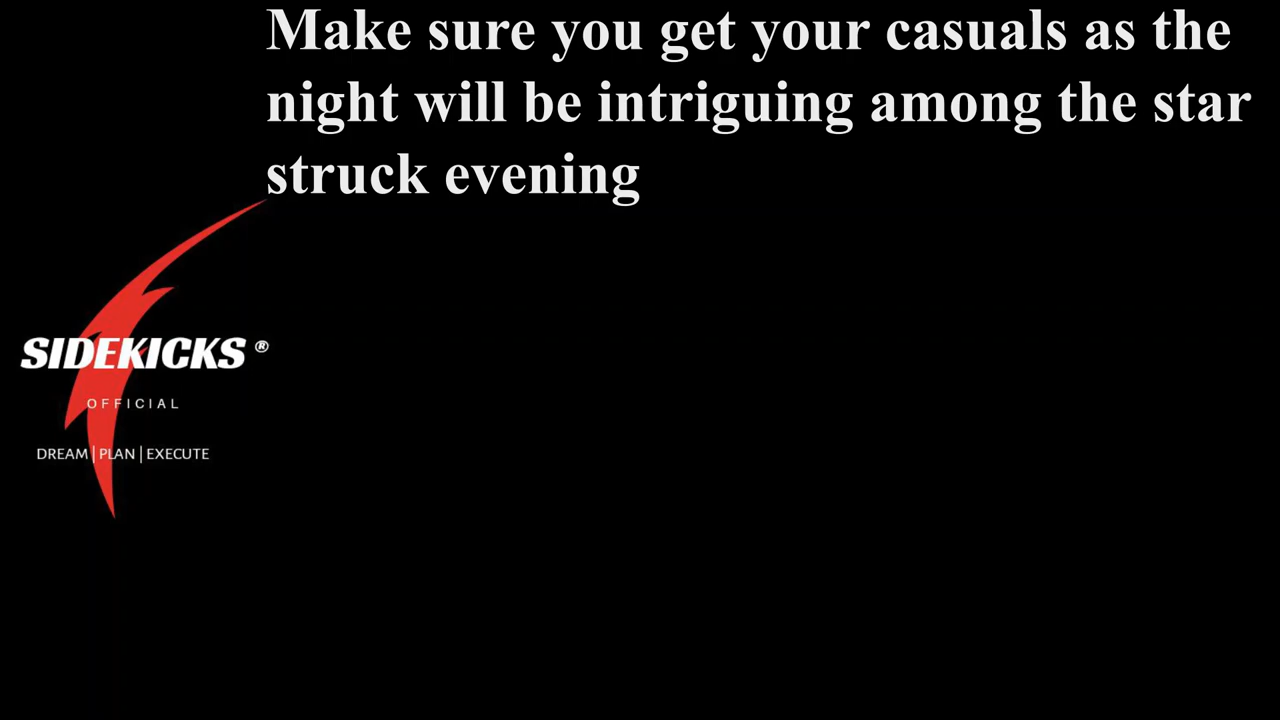 Make sure you get your casuals as the
night will be intriguing among the star
struck evening
SIDEKICKS ®
OFFICIAL
DREAM | PLAN | EXECUTE